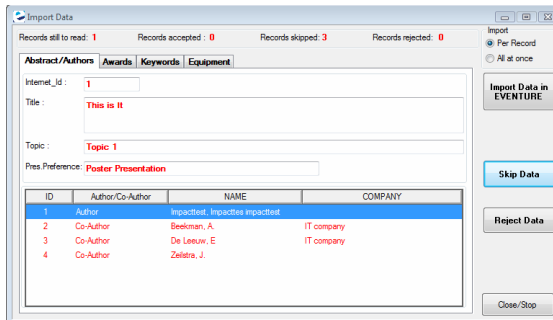 Import Data
Records still to read: 1 Records accepted : 0 Records skipped: 3 Records rejected: 0
Import
Per Record
All at once
Abstract/Authors Awards Keywords Equipment
Internet_Id : 1
Title : This is It
Topic : Topic 1
Pres.Preference: Poster Presentation
Import Data in EVENTURE
Skip Data
Reject Data
Close/Stop
ID Author/Co-Author NAME COMPANY
1 Author Impacttest, Impacttes impacttest
2 Co-Author Beekman, A. IT company
3 Co-Author De Leeuw, E IT company
4 Co-Author Zeilstra, J.